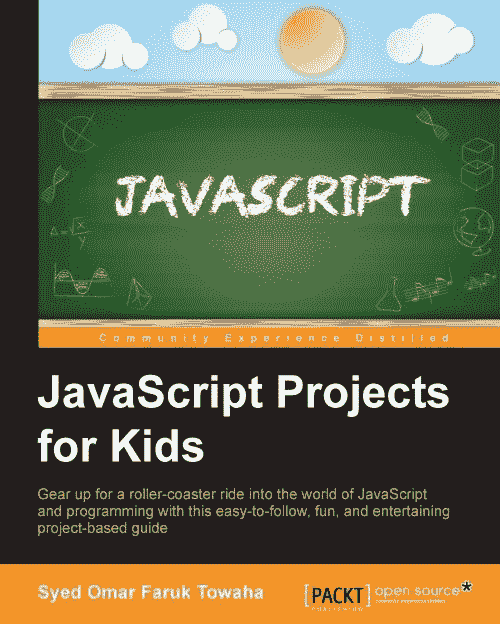 JAVASCRIPT
Community Experience Distilled
JavaScript Projects
for Kids
Gear up for a roller-coaster ride into the world of JavaScript
and programming with this easy-to-follow, fun, and entertaining
project-based guide
Syed Omar Faruk Towaha
[PACKT] open source*